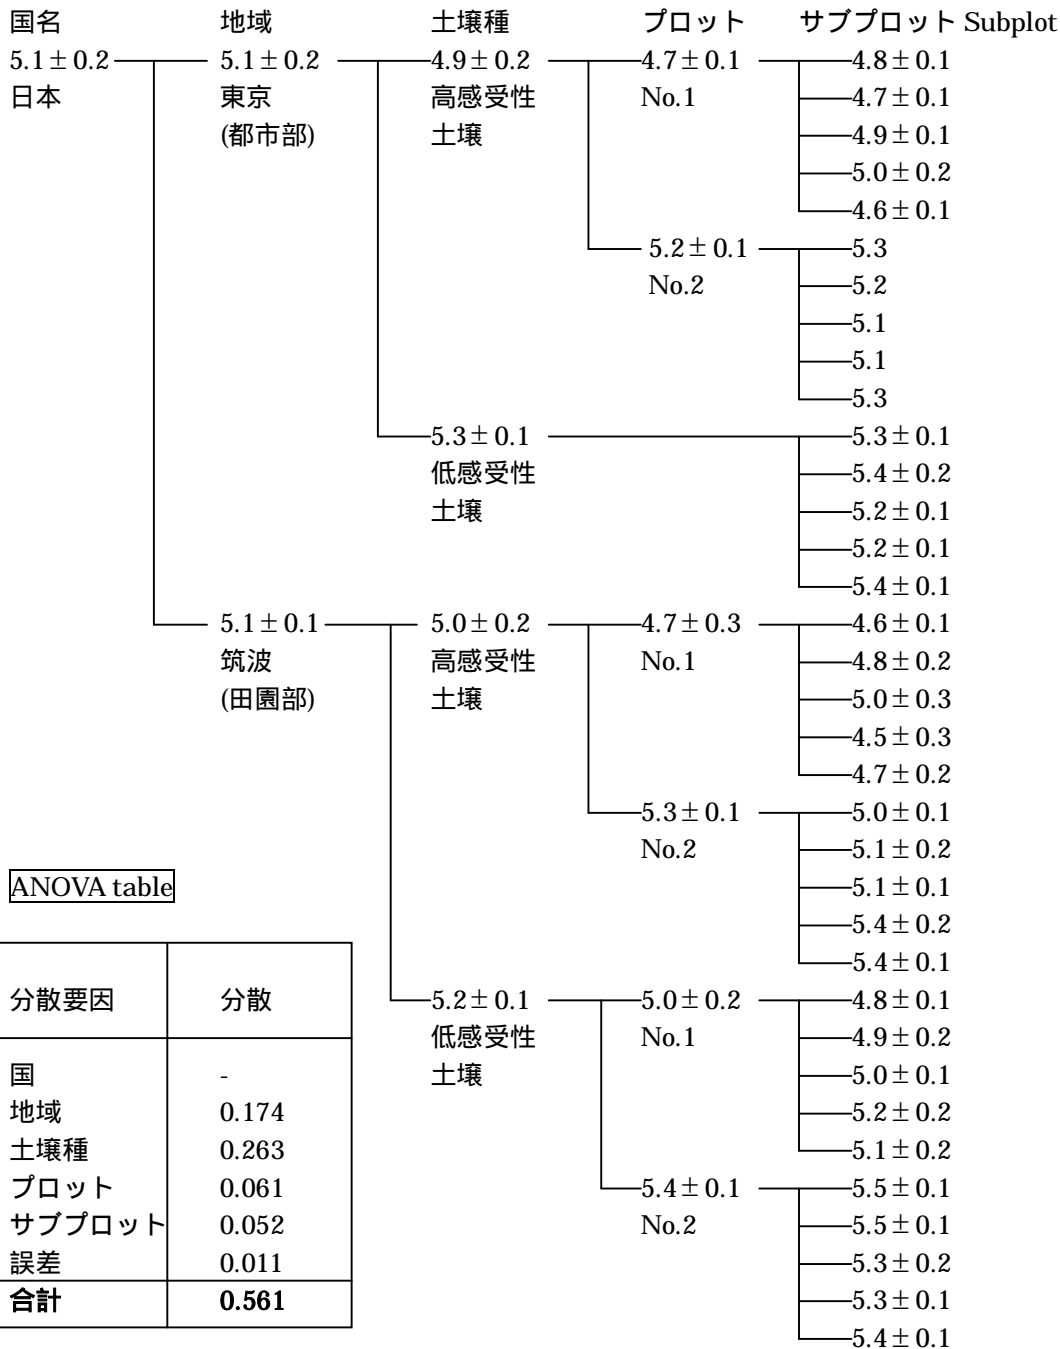 国名 地域 土壌種 プロット サブプロット Subplot
5.1±0.2 5.1±0.2 4.9±0.2 4.7±0.1 4.8±0.1
日本 東京 高感受性 No.1 4.7±0.1
(都市部) 土壌 4.9±0.1
5.0±0.2
4.6±0.1
5.2±0.1 5.3
No.2 5.2
5.1
5.1
5.3
5.3±0.1 5.3±0.1
低感受性 5.4±0.2
土壌 5.2±0.1
5.2±0.1
5.4±0.1
5.1±0.1 5.0±0.2 4.7±0.3 4.6±0.1
筑波 高感受性 No.1 4.8±0.2
(田園部) 土壌 5.0±0.3
4.5±0.3
4.7±0.2
5.3±0.1 5.0±0.1
No.2 5.1±0.2
5.1±0.1
5.4±0.2
5.4±0.1
5.2±0.1 5.0±0.2 4.8±0.1
低感受性 No.1 4.9±0.2
土壌 5.0±0.1
5.2±0.2
5.1±0.2
5.4±0.1 5.5±0.1
No.2 5.5±0.1
5.3±0.2
5.3±0.1
5.4±0.1
ANOVA table
分散要因 分散
国 -
地域 0.174
土壌種 0.263
プロット 0.061
サブプロット 0.052
誤差 0.011
合計 0.561